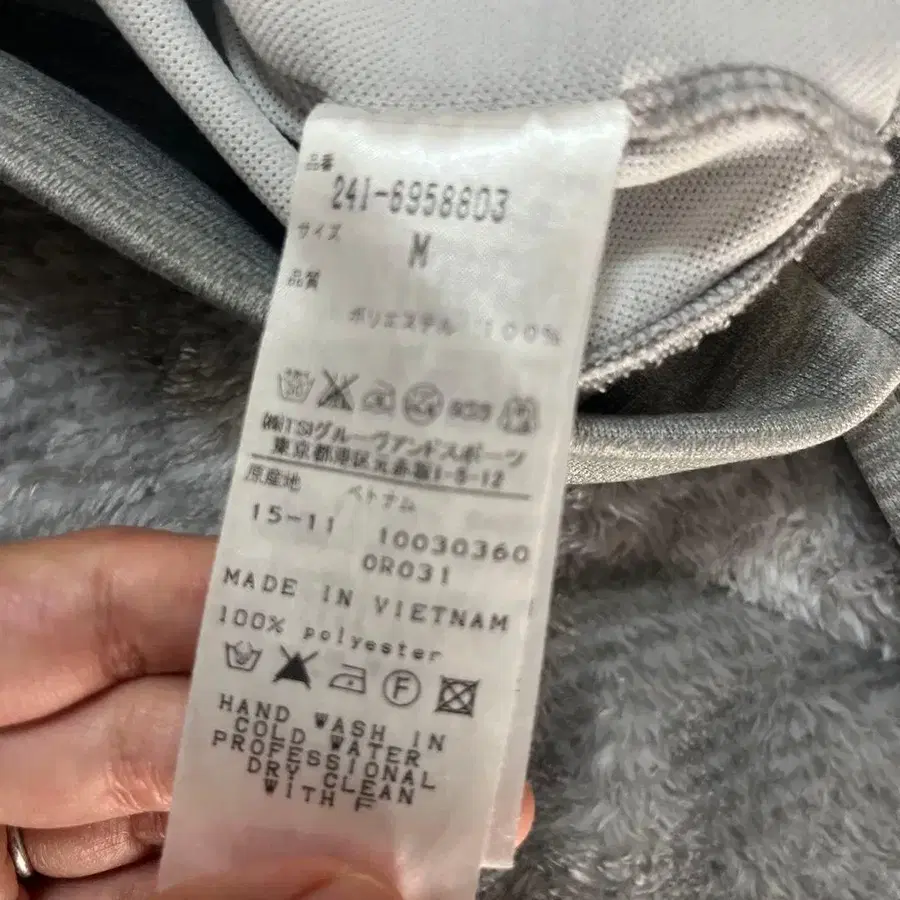 品番
241-6958803
サイズ
M
品質
ポリエステル 100%
(株)TSIグルーヴアンドスポーツ
東京都港区元赤坂1-5-12
原産地 ベトナム
15-11 10030360
0R031
MADE IN VIETNAM
100% polyester
F
HAND WASH IN
COLD WATER
PROFESSIONAL
DRY CLEAN
WITH F